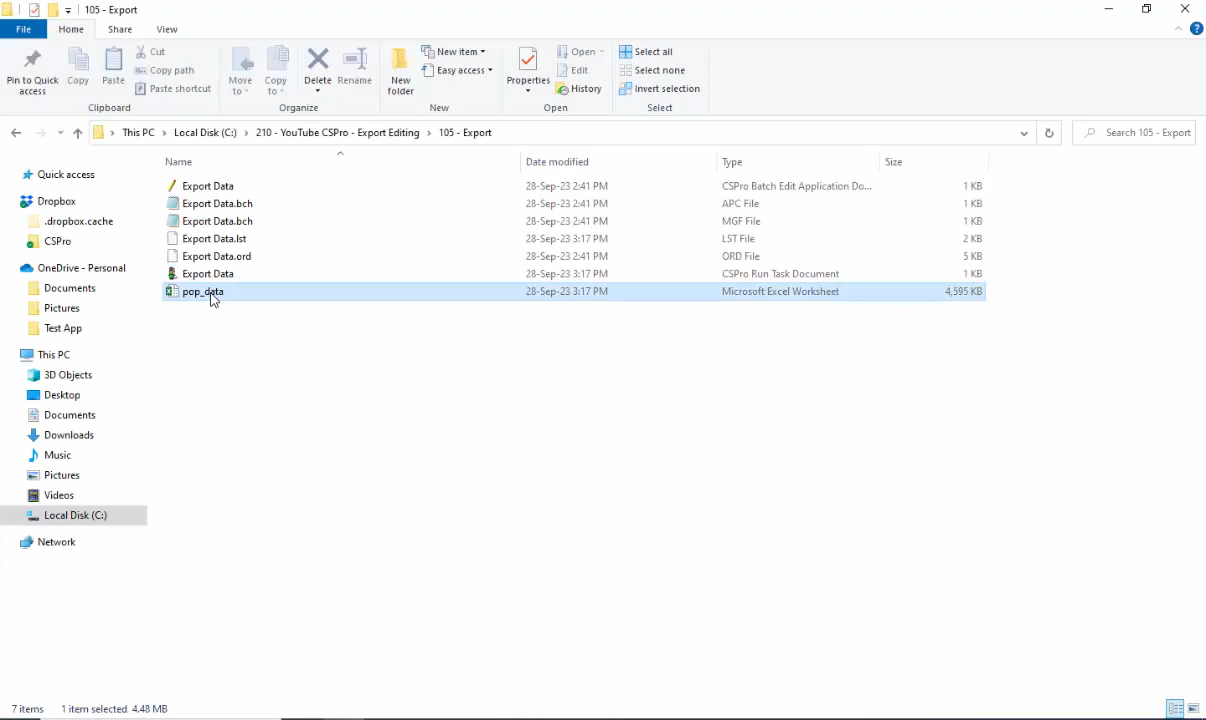 105 - Export
File Home Share View
Pin to Quick access
Copy
Paste
Cut
Copy path
Paste shortcut
Clipboard
Move to
Copy to
Delete
Rename
Organize
New folder
New item
Easy access
New
Properties
Open
Edit
History
Open
Select all
Select none
Invert selection
Select
This PC > Local Disk (C:) > 210 - YouTube CSPro - Export Editing > 105 - Export
Search 105 - Export
Name Date modified Type Size
Export Data 28-Sep-23 2:41 PM CSPro Batch Edit Application Do... 1 KB
Export Data.bch 28-Sep-23 2:41 PM APC File 1 KB
Export Data.bch 28-Sep-23 2:41 PM MGF File 1 KB
Export Data.lst 28-Sep-23 3:17 PM LST File 2 KB
Export Data.ord 28-Sep-23 2:41 PM ORD File 5 KB
Export Data 28-Sep-23 3:17 PM CSPro Run Task Document 1 KB
pop_data 28-Sep-23 3:17 PM Microsoft Excel Worksheet 4,595 KB
Quick access
Dropbox
.dropbox.cache
CSPro
OneDrive - Personal
Documents
Pictures
Test App
This PC
3D Objects
Desktop
Documents
Downloads
Music
Pictures
Videos
Local Disk (C:)
Network
7 items 1 item selected 4.48 MB